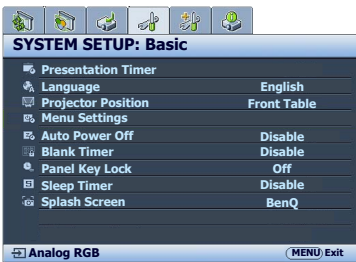 SYSTEM SETUP: Basic
Presentation Timer
Language English
Projector Position Front Table
Menu Settings
Auto Power Off Disable
Blank Timer Disable
Panel Key Lock Off
Sleep Timer Disable
Splash Screen BenQ
Analog RGB MENU Exit